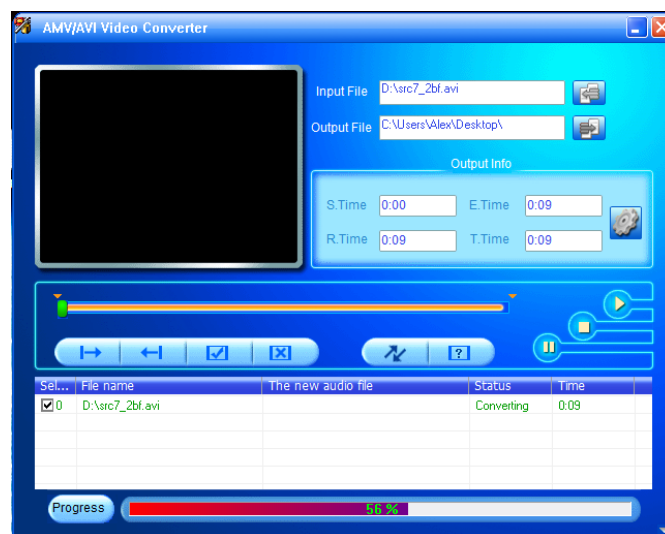 AMV/AVI Video Converter
Input File D:\src7_2bf.avi
Output File C:\Users\Alex\Desktop\
Output Info
S.Time 0:00 E.Time 0:09
R.Time 0:09 T.Time 0:09
Sel... File name The new audio file Status Time
0 D:\src7_2bf.avi Converting 0:09
Progress 56 %